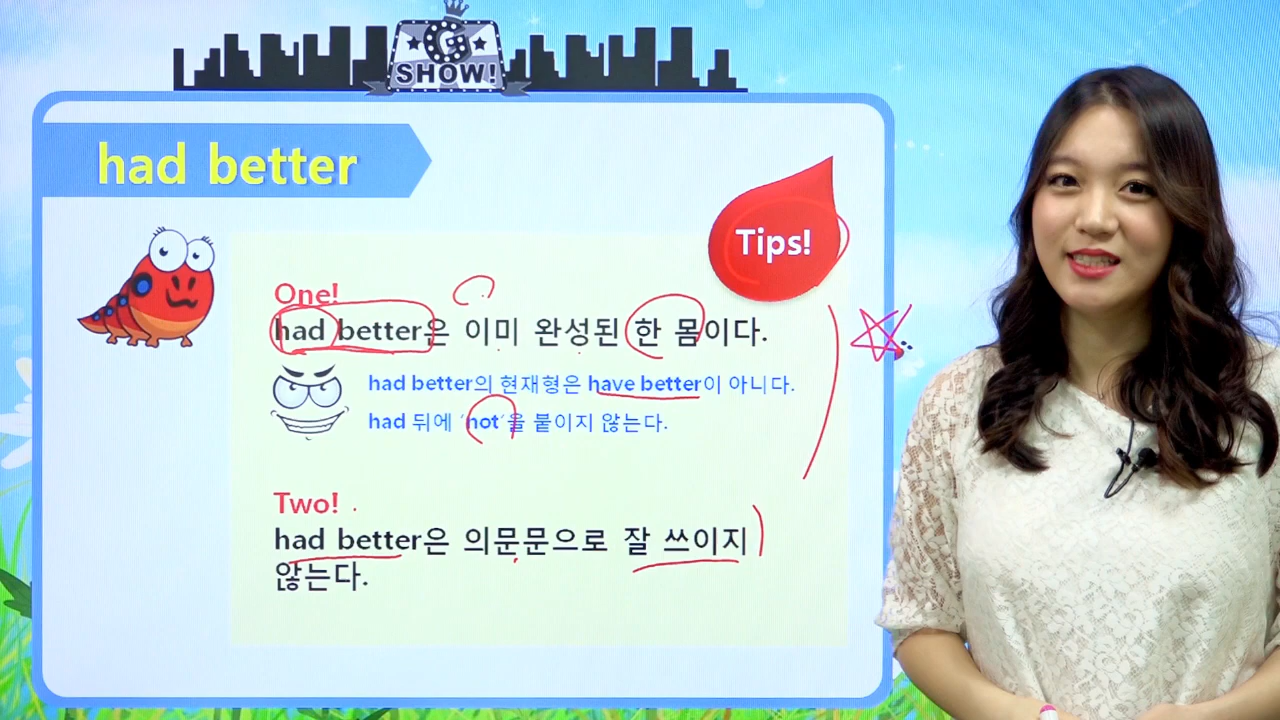 G
SHOW!
had better
Tips!
One!
had better은 이미 완성된 한 몸이다.
had better의 현재형은 have better이 아니다.
had 뒤에 ‘not’을 붙이지 않는다.
Two!
had better은 의문문으로 잘 쓰이지
않는다.